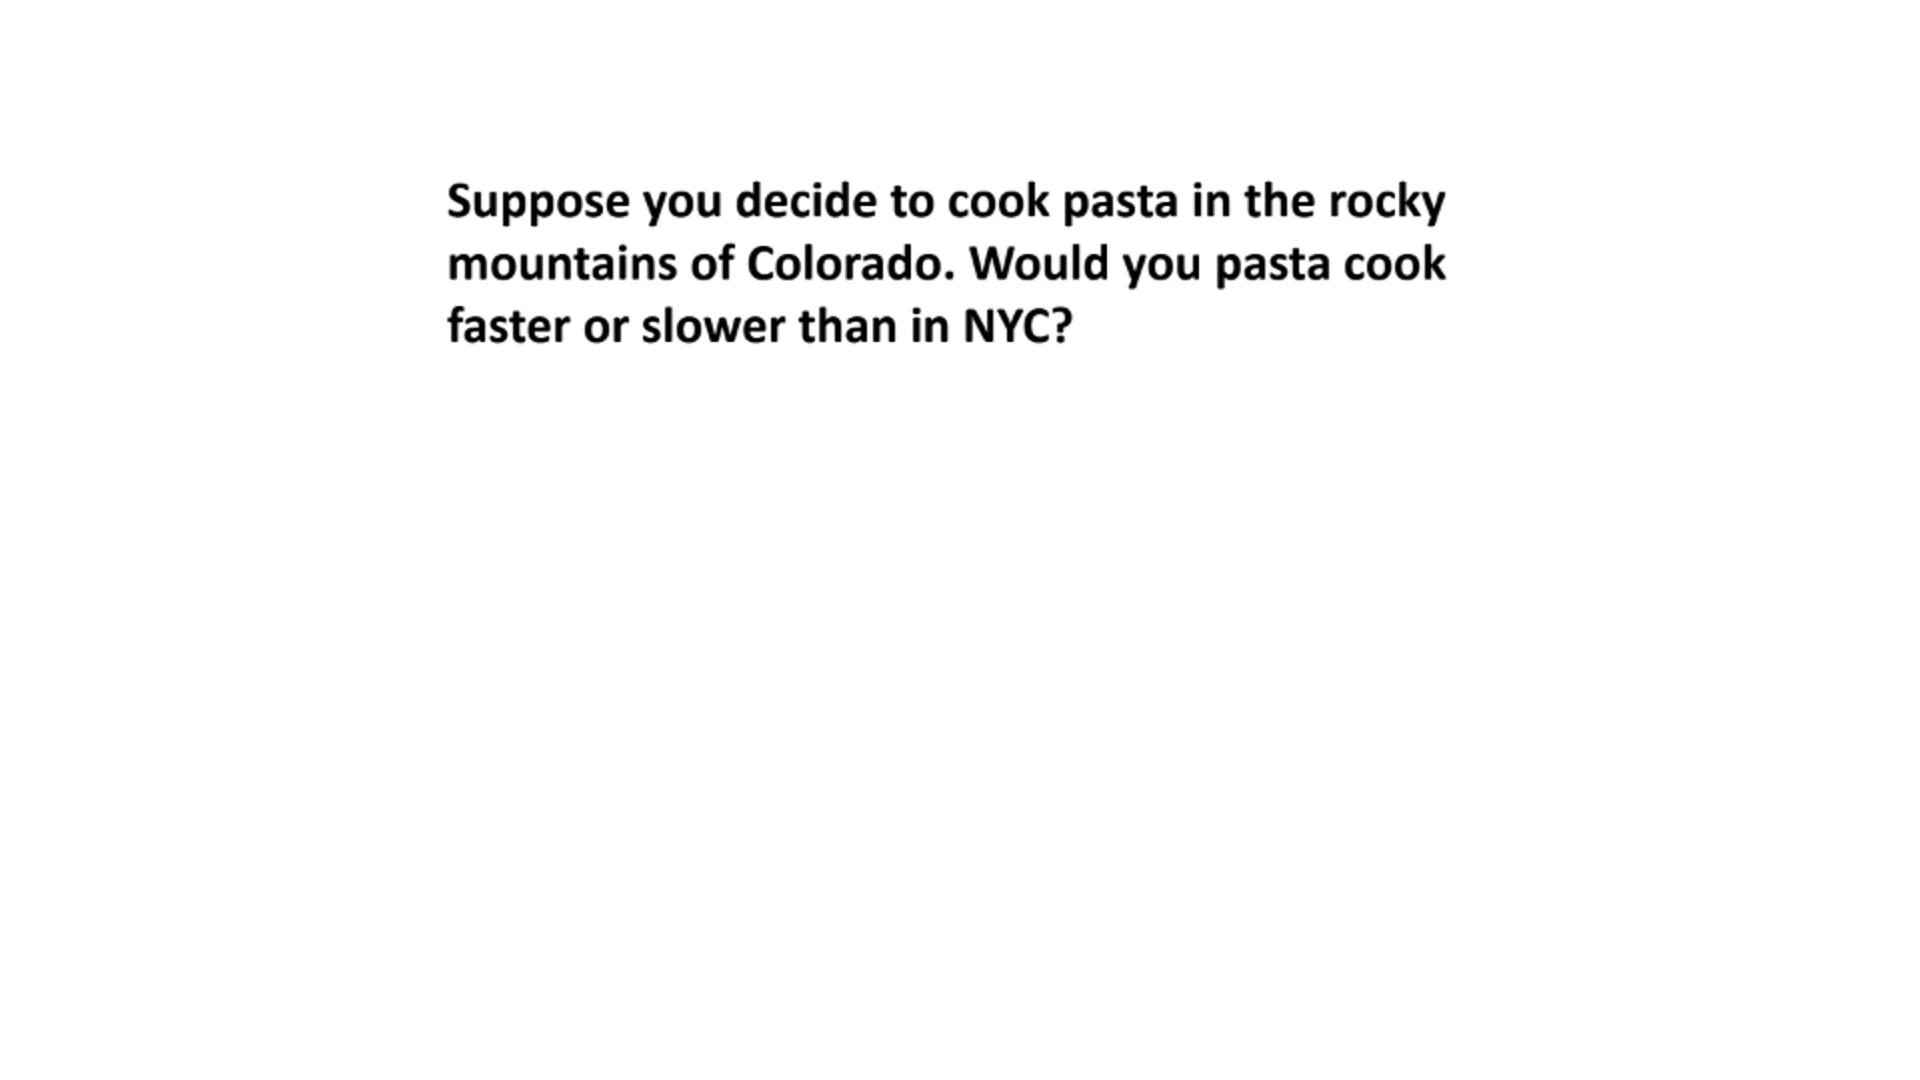 Suppose you decide to cook pasta in the rocky
mountains of Colorado. Would you pasta cook
faster or slower than in NYC?